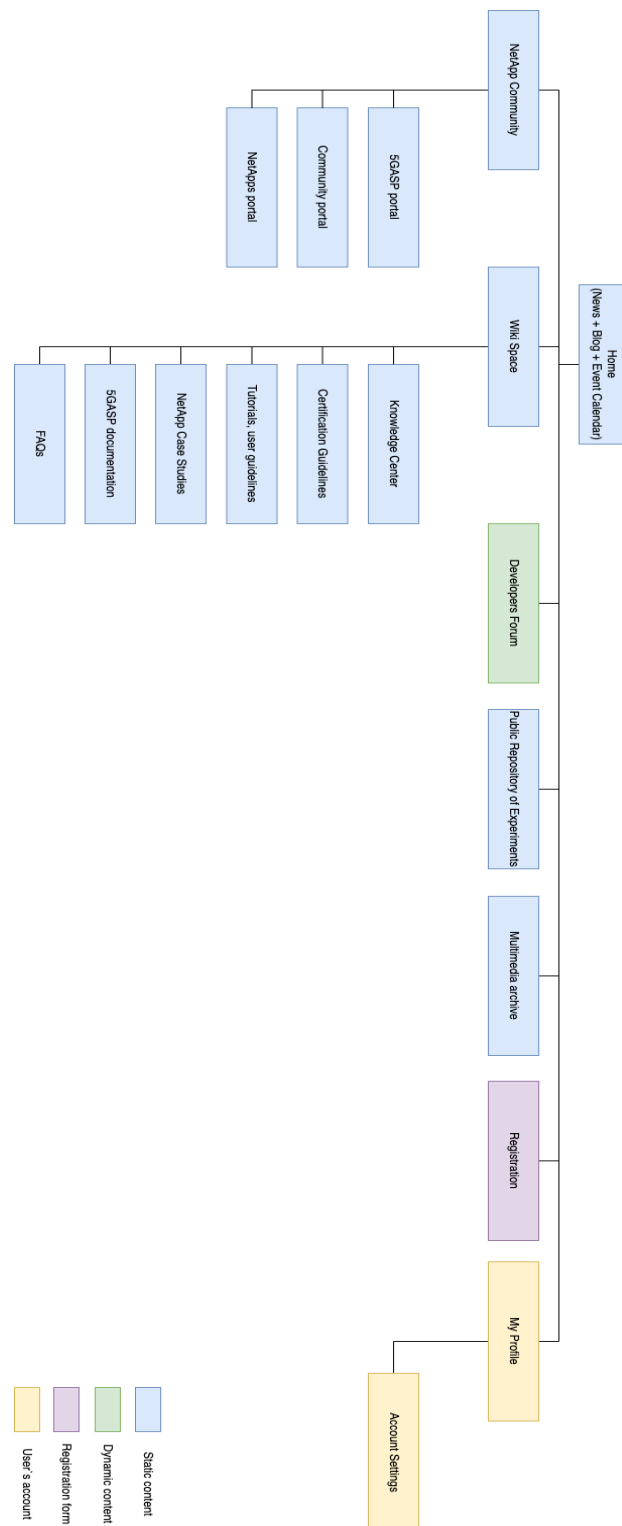 Home
(News + Blog + Event Calendar)
NetApp Community
Wiki Space
Developers Forum
Public Repository of Experiments
Multimedia archive
Registration
My Profile
5GASP portal
Community portal
NetApps portal
Knowledge Center
Certification Guidelines
Tutorials, user guidelines
NetApp Case Studies
5GASP documentation
FAQs
Account Settings
Static content
Dynamic content
Registration form
User`s account